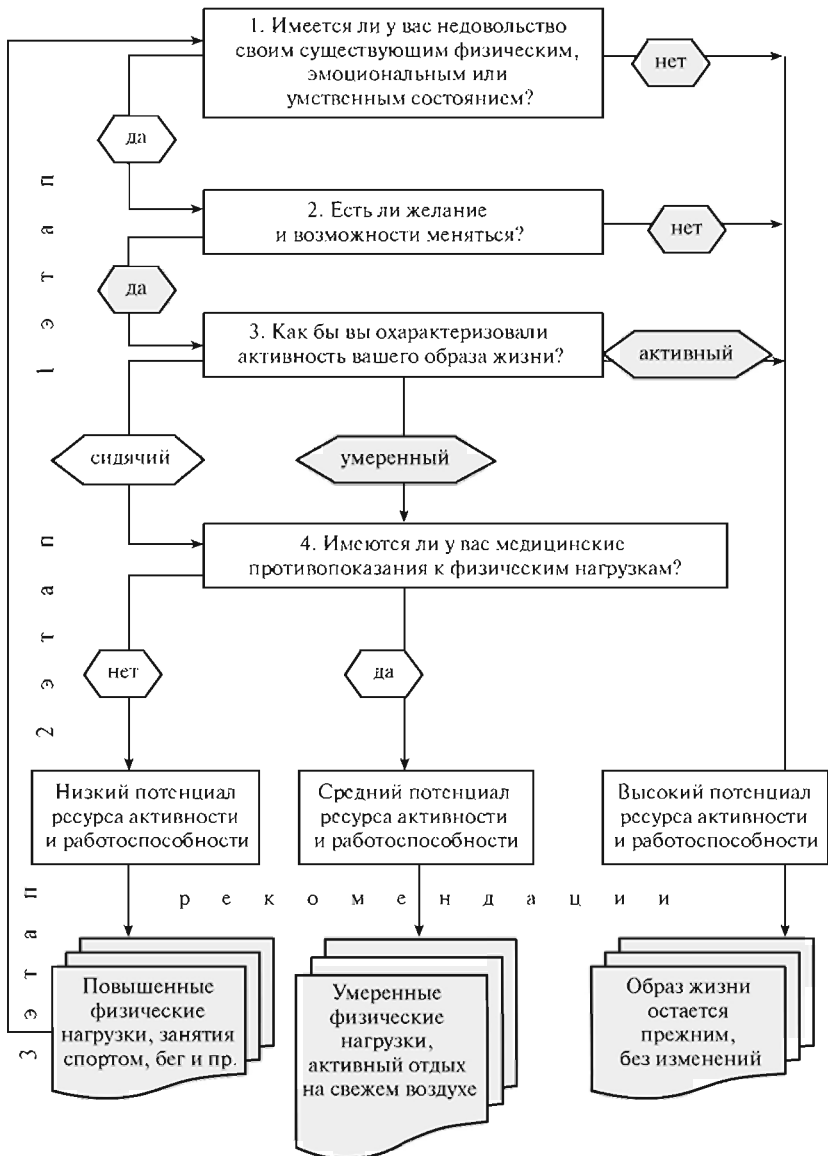 1. Имеется ли у вас недовольство
своим существующим физическим,
эмоциональным или
умственным состоянием?
нет
да
2. Есть ли желание
и возможности меняться?
нет
да
1 этап
3. Как бы вы охарактеризовали
активность вашего образа жизни?
активный
сидячий
умеренный
4. Имеются ли у вас медицинские
противопоказания к физическим нагрузкам?
нет
да
2 этап
Низкий потенциал
ресурса активности
и работоспособности
Средний потенциал
ресурса активности
и работоспособности
Высокий потенциал
ресурса активности
и работоспособности
рекомендации
3 этап
Повышенные
физические
нагрузки, занятия
спортом, бег и пр.
Умеренные
физические
нагрузки,
активный отдых
на свежем воздухе
Образ жизни
остается
прежним,
без изменений